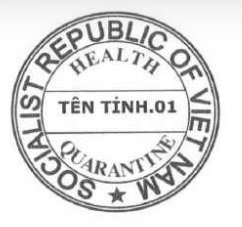 SOCIALIST REPUBLIC OF VIET NAM
HEALTH
TÊN TỈNH.01
QUARANTINE